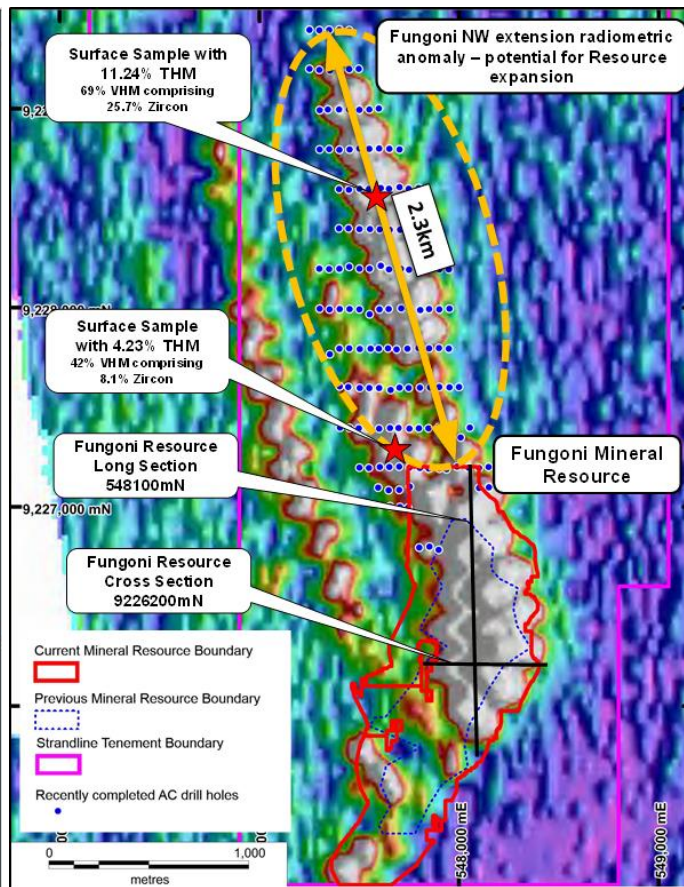 Surface Sample with
11.24% THM
69% VHM comprising
25.7% Zircon
Fungoni NW extension radiometric
anomaly – potential for Resource
expansion
2.3km
Surface Sample
with 4.23% THM
42% VHM comprising
8.1% Zircon
Fungoni Resource
Long Section
548100mN
Fungoni Mineral
Resource
9,227,000 mN
Fungoni Resource
Cross Section
9226200mN
Current Mineral Resource Boundary
Previous Mineral Resource Boundary
Strandline Tenement Boundary
Recently completed AC drill holes
0
1,000
metres
548,000 mE
549,000 mE